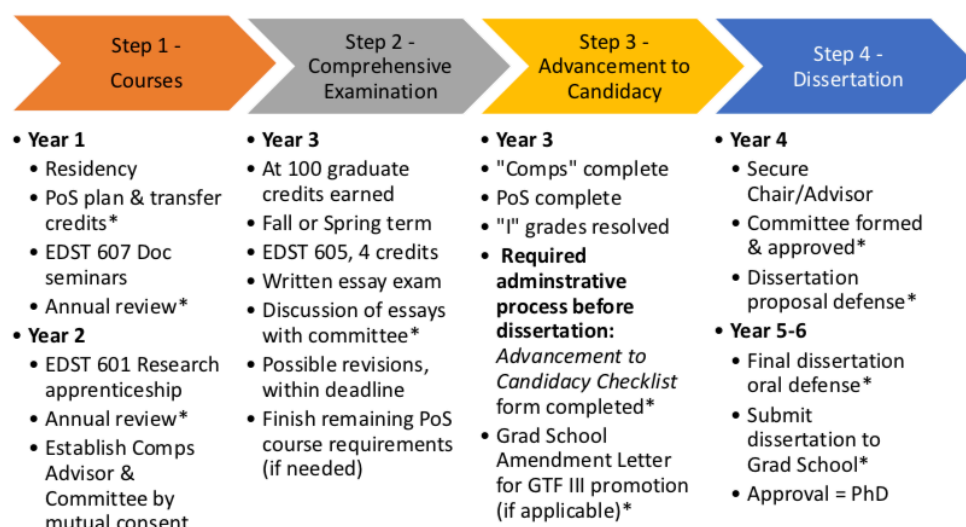 Step 1 -
Courses
Step 2 -
Comprehensive
Examination
Step 3 -
Advancement to
Candidacy
Step 4 -
Dissertation
• Year 1
• Residency
• PoS plan & transfer
credits*
• EDST 607 Doc
seminars
• Annual review*
• Year 2
• EDST 601 Research
apprenticeship
• Annual review*
• Establish Comps
Advisor &
Committee by
mutual consent
• Year 3
• At 100 graduate
credits earned
• Fall or Spring term
• EDST 605, 4 credits
• Written essay exam
• Discussion of essays
with committee*
• Possible revisions,
within deadline
• Finish remaining PoS
course requirements
(if needed)
• Year 3
• "Comps" complete
• PoS complete
• "I" grades resolved
• Required
adminstrative
process before
dissertation:
Advancement to
Candidacy Checklist
form completed*
• Grad School
Amendment Letter
for GTF III promotion
(if applicable)*
• Year 4
• Secure
Chair/Advisor
• Committee formed
& approved*
• Dissertation
proposal defense*
• Year 5-6
• Final dissertation
oral defense*
• Submit
dissertation to
Grad School*
• Approval = PhD